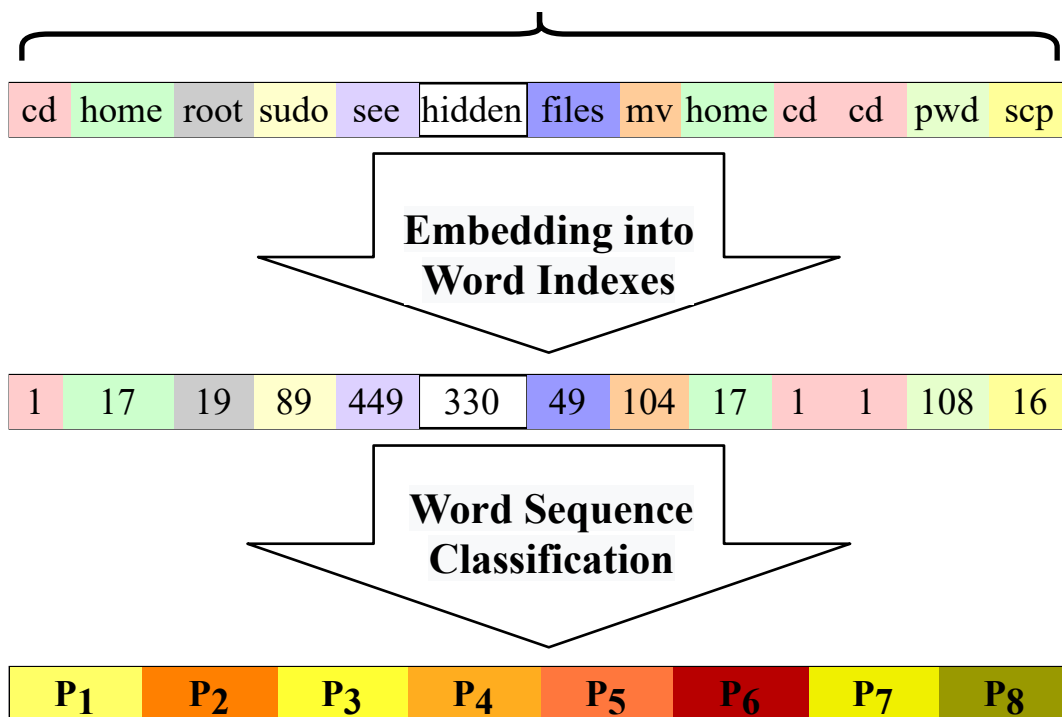 cd home root sudo see hidden files mv home cd cd pwd scp
Embedding into
Word Indexes
1 17 19 89 449 330 49 104 17 1 1 108 16
Word Sequence
Classification
P1 P2 P3 P4 P5 P6 P7 P8